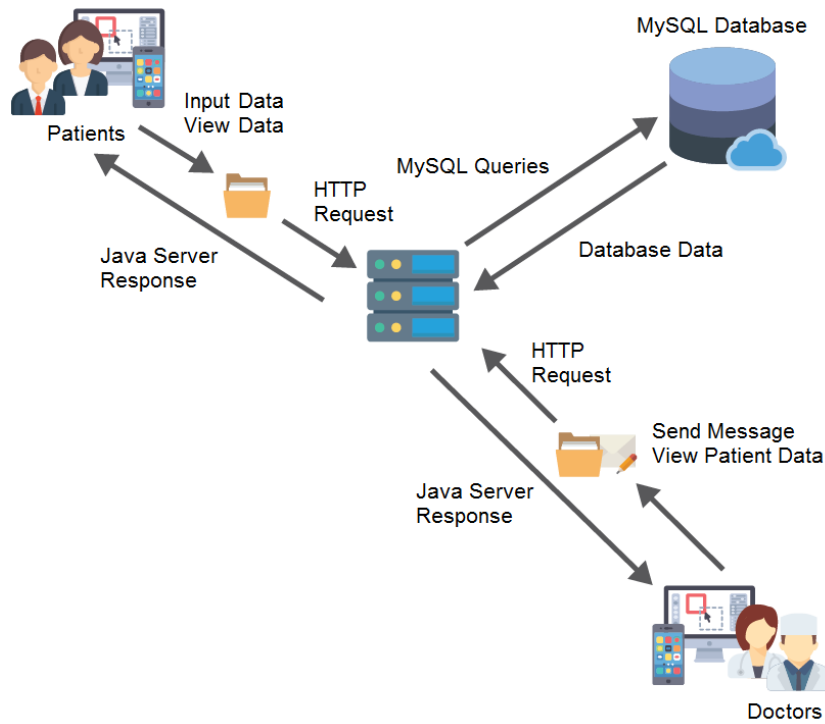 MySQL Database
Input Data
View Data
Patients
MySQL Queries
HTTP
Request
Java Server
Response
Database Data
HTTP
Request
Send Message
View Patient Data
Java Server
Response
Doctors